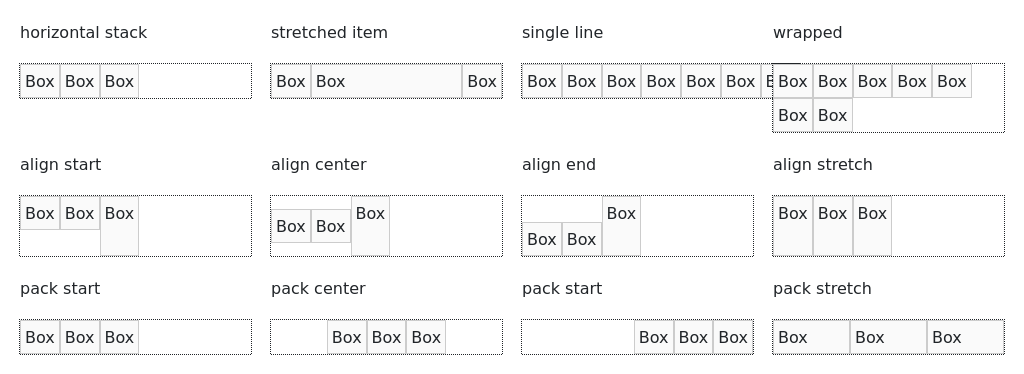 horizontal stack stretched item single line wrapped
Box Box Box Box Box Box Box Box Box Box Box Box Box Box Box Box Box Box
Box Box
align start align center align end align stretch
Box Box Box Box Box Box Box Box Box Box Box Box
pack start pack center pack start pack stretch
Box Box Box Box Box Box Box Box Box Box Box Box